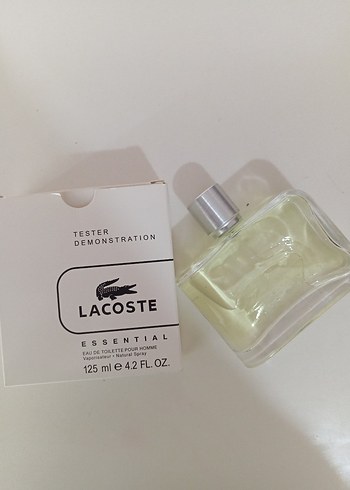 TESTER
DEMONSTRATION
LACOSTE
ESSENTIAL
EAU DE TOILETTE POUR HOMME
Vaporisateur • Natural Spray
125 ml ℮ 4.2 FL. OZ.